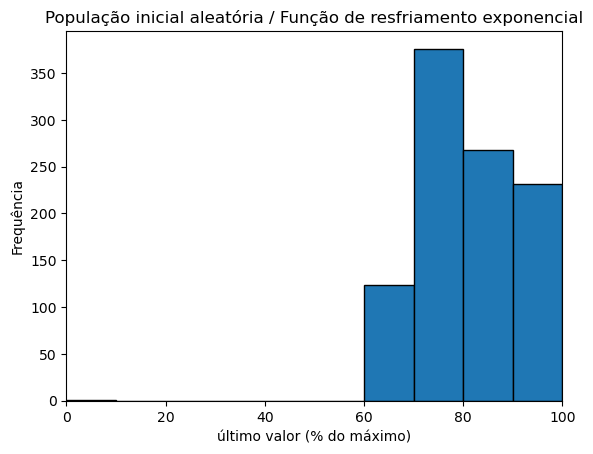 População inicial aleatória / Função de resfriamento exponencial
350
300
250
200
150
100
50
0
Frequência
0 20 40 60 80 100
último valor (% do máximo)